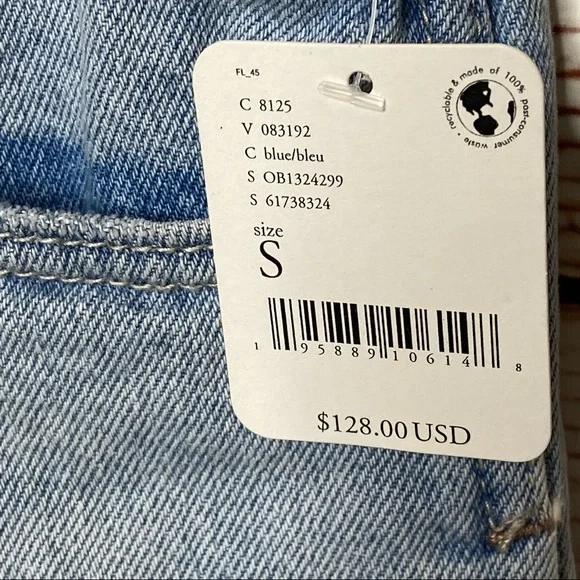 FL_45
C 8125
V 083192
C blue/bleu
S OB1324299
S 61738324
recyclable & made of 100% post-consumer waste •
size
S
1 95889 10614 8
$128.00 USD